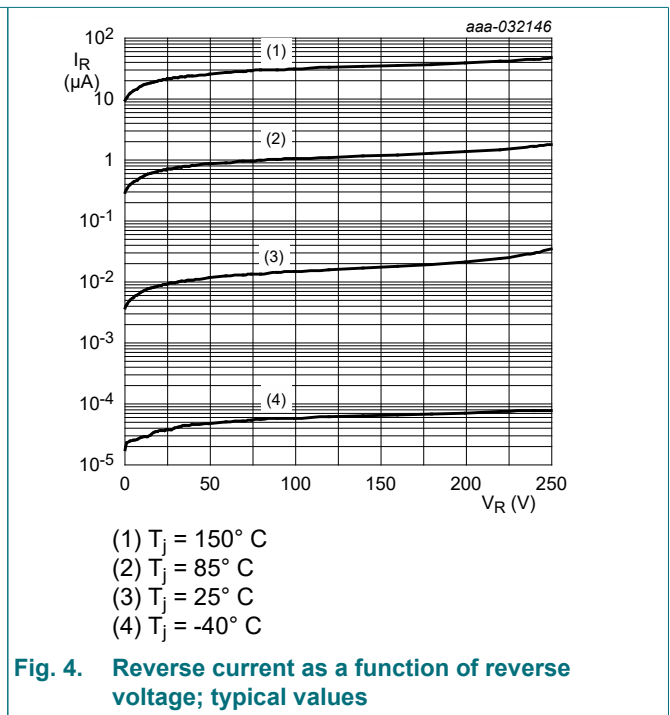 aaa-032146
10²
I_R
(µA)
10
1
10⁻¹
10⁻²
10⁻³
10⁻⁴
10⁻⁵
(1)
(2)
(3)
(4)
0 50 100 150 200 250
V_R (V)
(1) T_j = 150° C
(2) T_j = 85° C
(3) T_j = 25° C
(4) T_j = -40° C
Fig. 4. Reverse current as a function of reverse
voltage; typical values